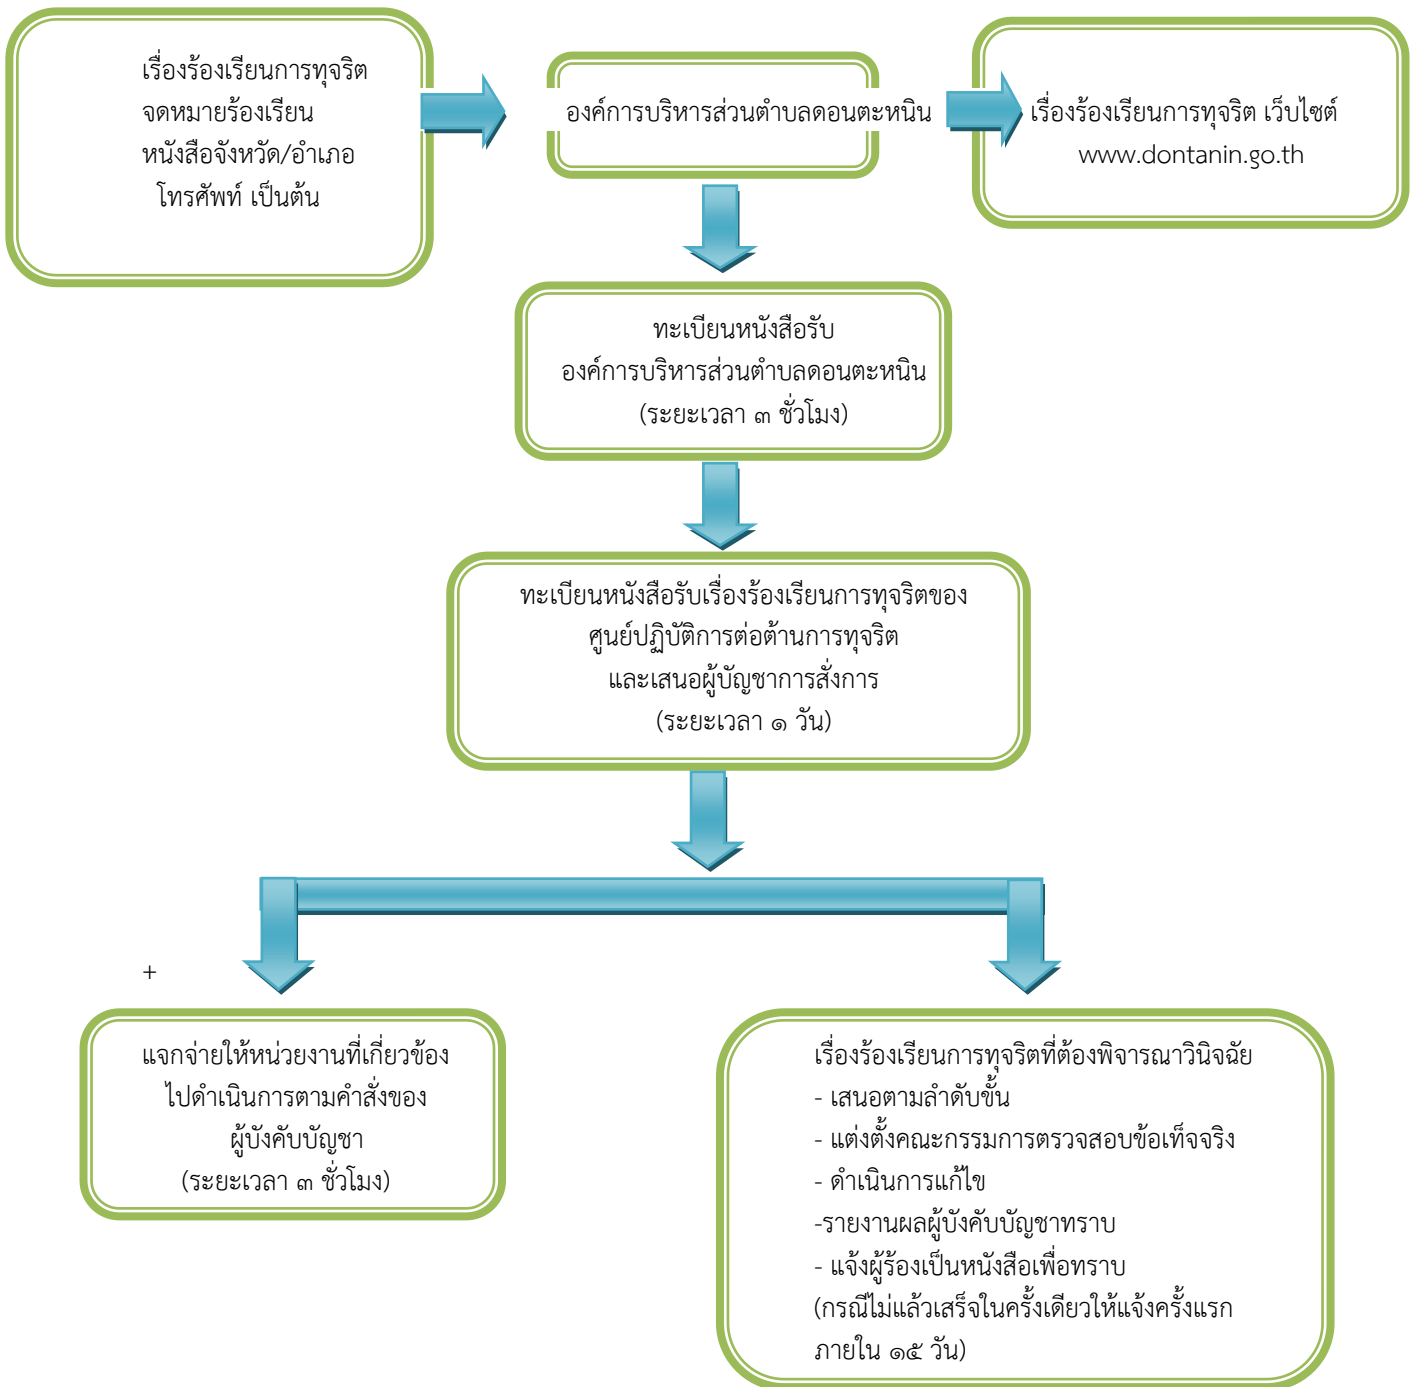 เรื่องร้องเรียนการทุจริต
จดหมายร้องเรียน
หนังสือจังหวัด/อำเภอ
โทรศัพท์ เป็นต้น
องค์การบริหารส่วนตำบลดอนตะหนิน
เรื่องร้องเรียนการทุจริต เว็บไซต์
www.dontanin.go.th
ทะเบียนหนังสือรับ
องค์การบริหารส่วนตำบลดอนตะหนิน
(ระยะเวลา ๓ ชั่วโมง)
ทะเบียนหนังสือรับเรื่องร้องเรียนการทุจริตของ
ศูนย์ปฏิบัติการต่อต้านการทุจริต
และเสนอผู้บัญชาการสั่งการ
(ระยะเวลา ๑ วัน)
+
แจกจ่ายให้หน่วยงานที่เกี่ยวข้อง
ไปดำเนินการตามคำสั่งของ
ผู้บังคับบัญชา
(ระยะเวลา ๓ ชั่วโมง)
เรื่องร้องเรียนการทุจริตที่ต้องพิจารณาวินิจฉัย
- เสนอตามลำดับขั้น
- แต่งตั้งคณะกรรมการตรวจสอบข้อเท็จจริง
- ดำเนินการแก้ไข
-รายงานผลผู้บังคับบัญชาทราบ
- แจ้งผู้ร้องเป็นหนังสือเพื่อทราบ
(กรณีไม่แล้วเสร็จในครั้งเดียวให้แจ้งครั้งแรก
ภายใน ๑๕ วัน)